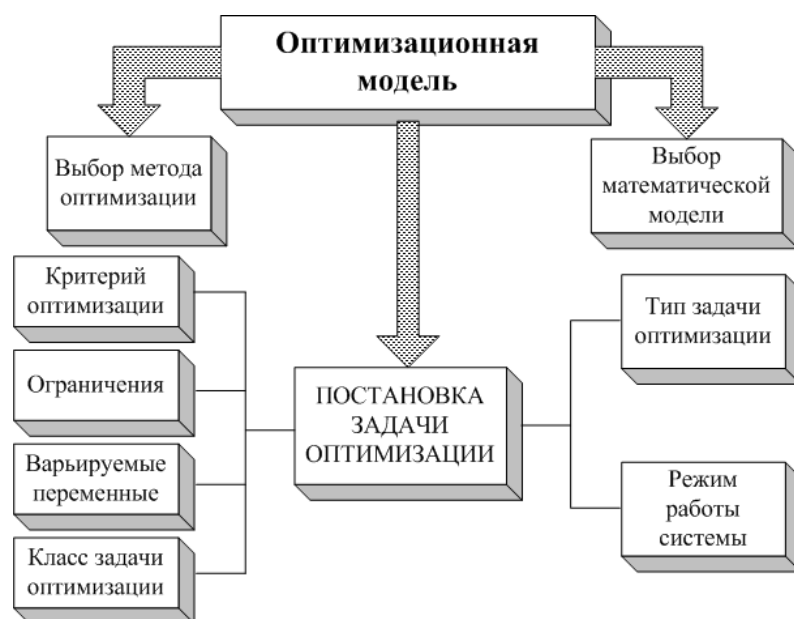 Оптимизационная
модель
Выбор метода
оптимизации
Выбор
математической
модели
Критерий
оптимизации
Ограничения
Варьируемые
переменные
Класс задачи
оптимизации
ПОСТАНОВКА
ЗАДАЧИ
ОПТИМИЗАЦИИ
Тип задачи
оптимизации
Режим
работы
системы